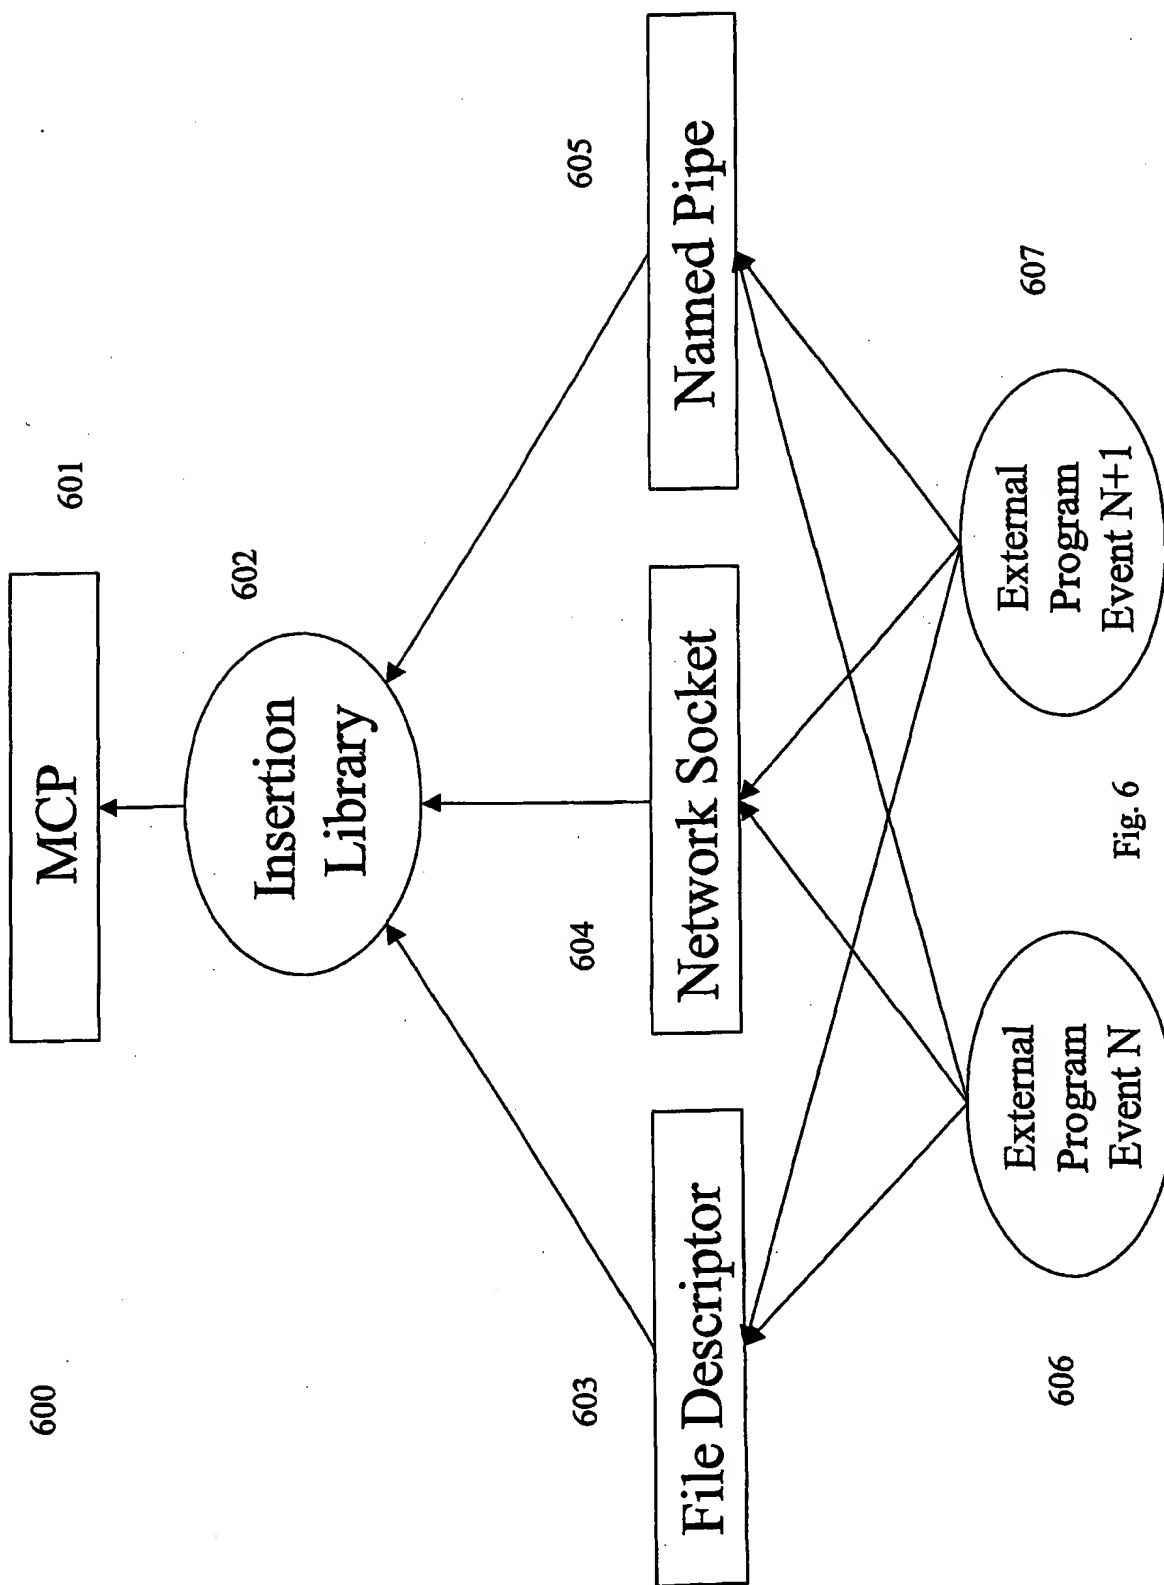 600
601
MCP
602
Insertion
Library
603
604
605
File Descriptor
Network Socket
Named Pipe
606
External
Program
Event N
External
Program
Event N+1
607
Fig. 6